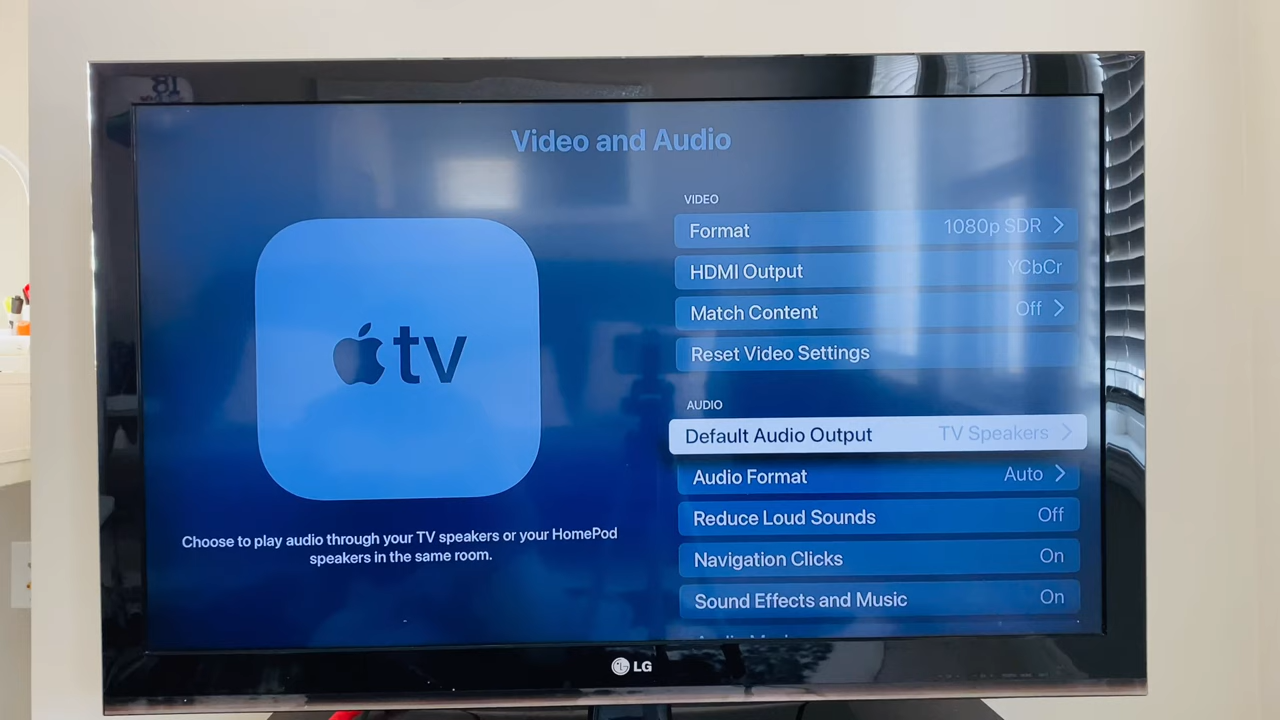 Video and Audio
VIDEO
Format 1080p SDR
HDMI Output YCbCr
Match Content Off
Reset Video Settings
AUDIO
Default Audio Output TV Speakers
Audio Format Auto
Reduce Loud Sounds Off
Navigation Clicks On
Sound Effects and Music On
tv
Choose to play audio through your TV speakers or your HomePod
speakers in the same room.
LG